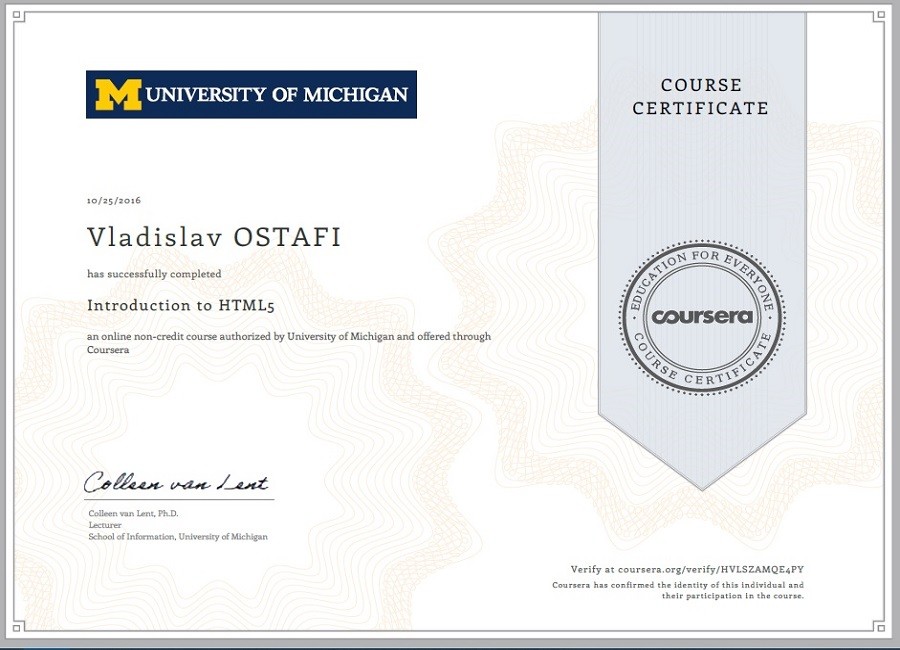 M UNIVERSITY OF MICHIGAN
COURSE
CERTIFICATE
10/25/2016
Vladislav OSTAFI
has successfully completed
Introduction to HTML5
an online non-credit course authorized by University of Michigan and offered through
Coursera
EDUCATION FOR EVERYONE
coursera
COURSE CERTIFICATE
Colleen van Lent
Colleen van Lent, Ph.D.
Lecturer
School of Information, University of Michigan
Verify at coursera.org/verify/HVLSZAMQE4PY
Coursera has confirmed the identity of this individual and
their participation in the course.